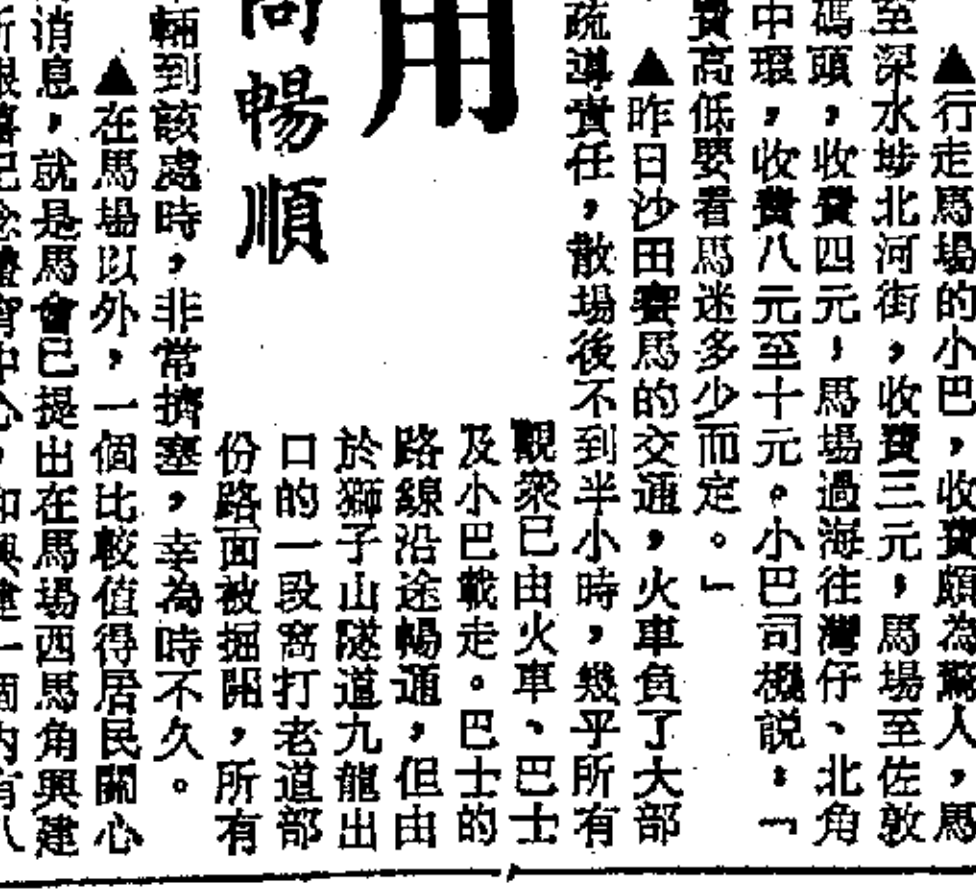 ▲行走馬場的小巴，收費頗為驚人，馬
至深水埗北河街，收費三元，馬場至佐敦
碼頭，收費四元，馬場過海往灣仔、北角
中環，收費八元至十元。小巴司機說：「
費高低要看馬迷多少而定。」
▲昨日沙田賽馬的交通，火車負了大部
疏導責任，散場後不到半小時，幾乎所有
觀眾已由火車、巴士
及小巴載走。巴士的
路線沿途暢通，但由
於獅子山隧道九龍出
口的一段窩打老道部
份路面被掘開，所有
用
尚暢順
輛到該處時，非常擠塞，幸為時不久。
▲在馬場以外，一個比較值得居民關心
消息，就是馬會已提出在馬場西馬角興建